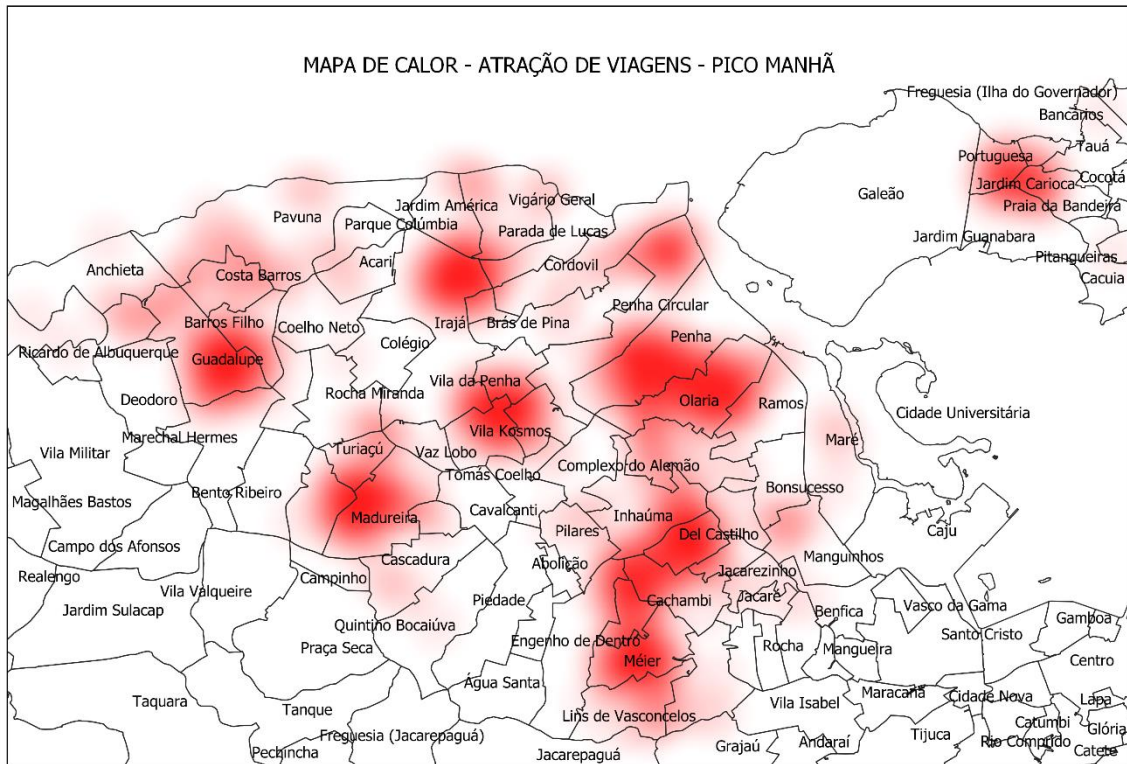 MAPA DE CALOR - ATRAÇÃO DE VIAGENS - PICO MANHÃ
Freguesia (Ilha do Governador)
Bancários
Tauá
Portuguesa
Cocotá
Jardim Carioca
Galeão
Praia da Bandeira
Jardim América
Vigário Geral
Pavuna
Parque Colúmbia
Parada de Lucas
Jardim Guanabara
Pitangueiras
Acari
Cordovil
Anchieta
Costa Barros
Cacuia
Penha Circular
Barros Filho
Coelho Neto
Irajá
Brás de Pina
Penha
Colégio
Ricardo de Albuquerque
Guadalupe
Vila da Penha
Rocha Miranda
Deodoro
Olaria
Ramos
Cidade Universitária
Vila Kosmos
Marechal Hermes
Turiaçú
Maré
Vila Militar
Vaz Lobo
Tomás Coelho
Complexo do Alemão
Bonsucesso
Bento Ribeiro
Magalhães Bastos
Madureira
Cavalcanti
Inhaúma
Pilares
Del Castilho
Caju
Campo dos Afonsos
Cascadura
Abolição
Manguinhos
Realengo
Campinho
Jacarezinho
Vila Valqueire
Jacaré
Cachambi
Piedade
Vasco da Gama
Jardim Sulacap
Benfica
Gamboa
Quintino Bocaiúva
Santo Cristo
Engenho de Dentro
Rocha
Mangueira
Praça Seca
Méier
Centro
Água Santa
Maracanã
Cidade Nova
Lapa
Taquara
Vila Isabel
Tanque
Lins de Vasconcelos
Catumbi
Glória
Freguesia (Jacarepaguá)
Tijuca
Rio Comprido
Andaraí
Grajaú
Pechincha
Jacarepaguá
Catete